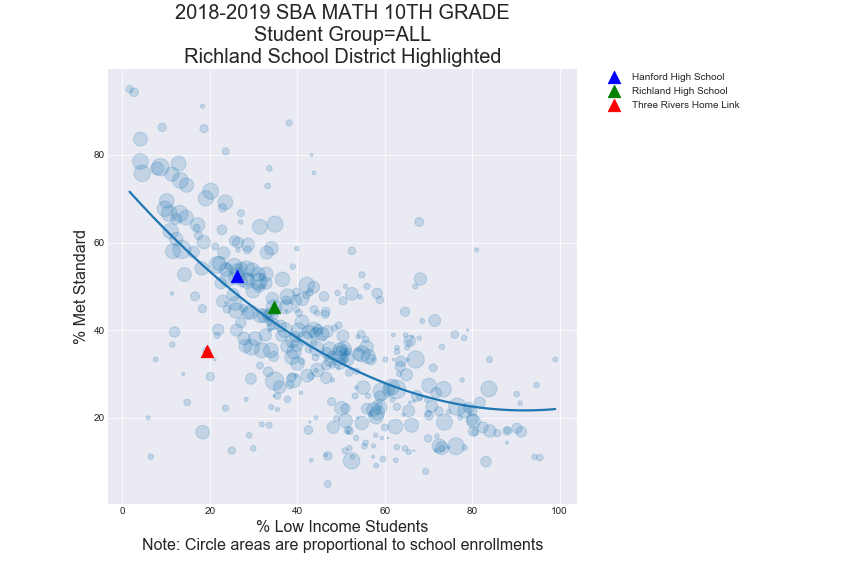 2018-2019 SBA MATH 10TH GRADE
Student Group=ALL
Richland School District Highlighted
Hanford High School
Richland High School
Three Rivers Home Link
80
60
40
20
% Met Standard
0 20 40 60 80 100
% Low Income Students
Note: Circle areas are proportional to school enrollments